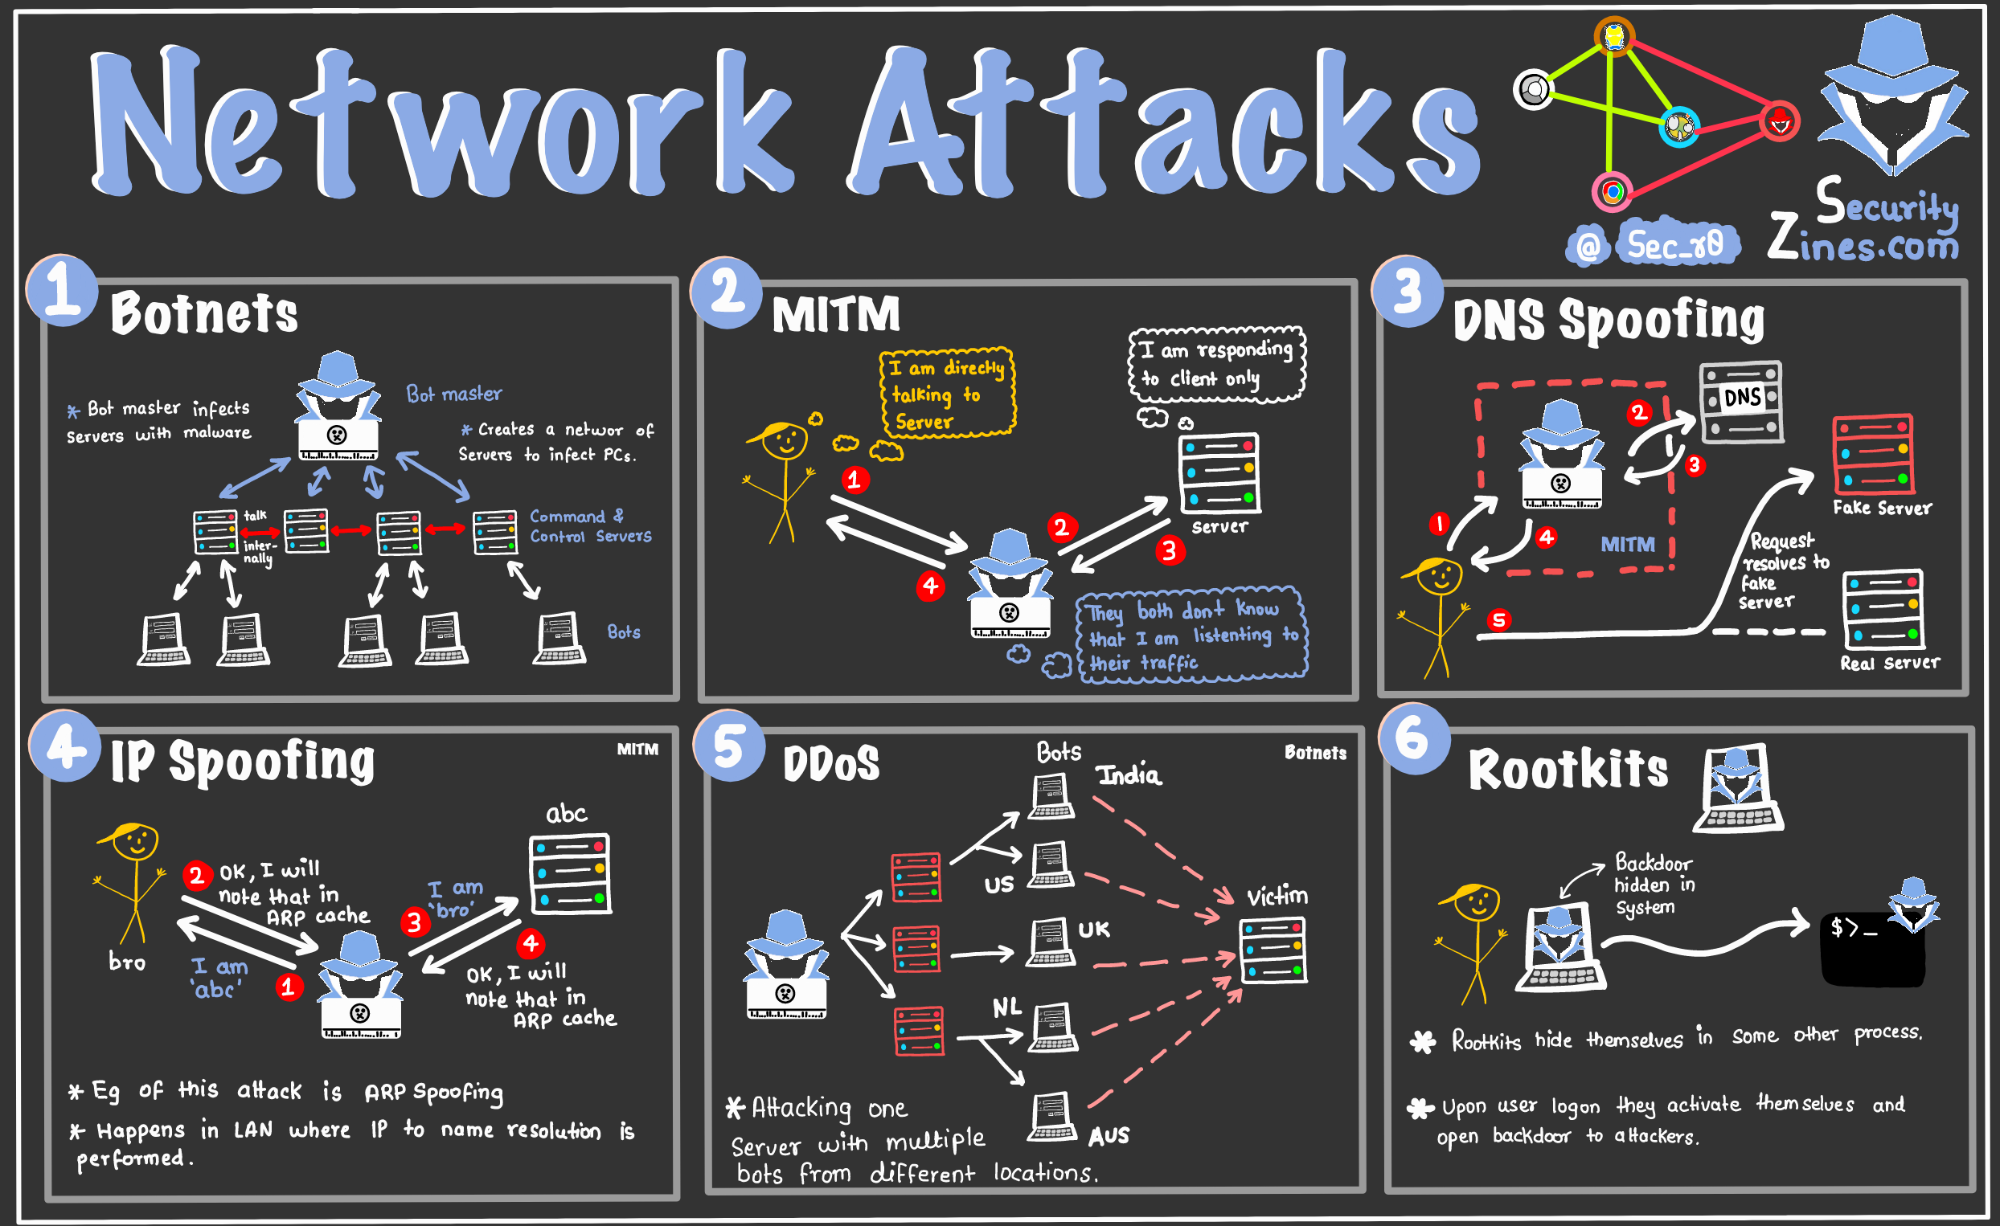 Network Attacks
@ Sec_r0
Security
Zines.com
1 Botnets
Bot master
* Bot master infects
Servers with malware
* Creates a networ of
Servers to infect PCs.
talk
inter-
nally
Command &
Control Servers
Bots
2 MITM
I am directly
talking to
Server
I am responding
to client only
1
2
server
3
4
They both don't know
that I am listenting to
their traffic
3 DNS Spoofing
DNS
2
3
Fake Server
1
4
MITM
Request
resolves to
fake
server
5
Real Server
4 IP Spoofing
MITM
abc
2 OK, I will
note that in
ARP cache
I am
'bro'
3
4
bro
I am
'abc'
1
OK, I will
note that in
ARP cache
* Eg of this attack is ARP Spoofing
* Happens in LAN where IP to name resolution is
performed.
5 DDoS
Bots
Botnets
India
US
Victim
UK
NL
AUS
* Attacking one
Server with multiple
bots from different locations.
6 Rootkits
Backdoor
hidden in
System
$>_
* Rootkits hide themselves in some other process.
* Upon user logon they activate themselves and
open backdoor to attackers.